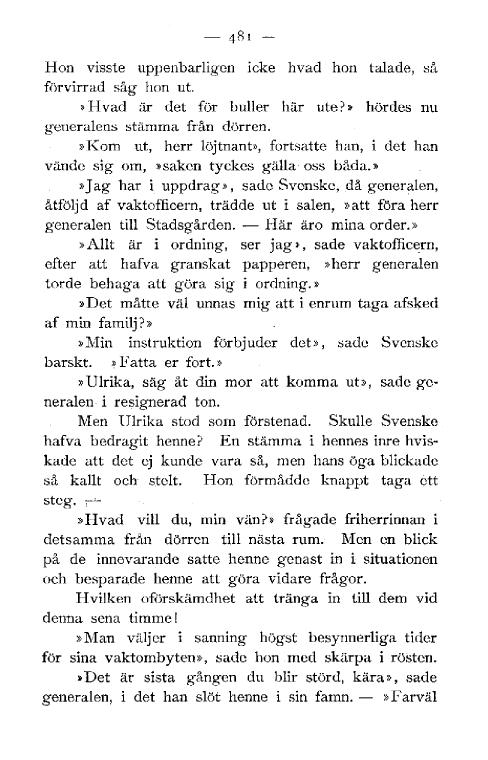 — 481 —
Hon visste uppenbarligen icke hvad hon talade, så
förvirrad såg hon ut.
»Hvad är det för buller här ute?» hördes nu
generalens stämma från dörren.
»Kom ut, herr löjtnant», fortsatte han, i det han
vände sig om, »saken tyckes gälla oss båda.»
»Jag har i uppdrag», sade Svenske, då generalen,
åtföljd af vaktofficern, trädde ut i salen, »att föra herr
generalen till Stadsgården. — Här äro mina order.»
»Allt är i ordning, ser jag», sade vaktofficern,
efter att hafva granskat papperen, »herr generalen
torde behaga att göra sig i ordning.»
»Det måtte väl unnas mig att i enrum taga afsked
af min familj?»
»Min instruktion förbjuder det», sade Svenske
barskt. »Fatta er fort.»
»Ulrika, säg åt din mor att komma ut», sade ge-
neralen i resignerad ton.
Men Ulrika stod som förstenad. Skulle Svenske
hafva bedragit henne? En stämma i hennes inre hvis-
kade att det ej kunde vara så, men hans öga blickade
så kallt och stelt. Hon förmådde knappt taga ett
steg. —
»Hvad vill du, min vän?» frågade friherrinnan i
detsamma från dörren till nästa rum. Men en blick
på de innevarande satte henne genast in i situationen
och besparade henne att göra vidare frågor.
Hvilken oförskämdhet att tränga in till dem vid
denna sena timme!
»Man väljer i sanning högst besynnerliga tider
för sina vaktombyten», sade hon med skärpa i rösten.
»Det är sista gången du blir störd, kära», sade
generalen, i det han slöt henne i sin famn. — »Farväl